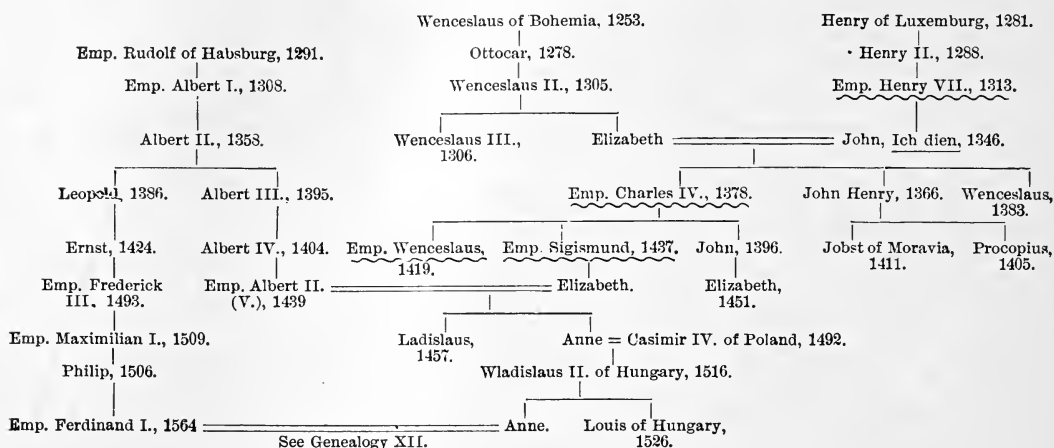 Wenceslaus of Bohemia, 1253.
Henry of Luxemburg, 1281.
Emp. Rudolf of Habsburg, 1291.
Ottocar, 1278.
Henry II., 1288.
Emp. Albert I., 1308.
Wenceslaus II., 1305.
Emp. Henry VII., 1313.
Albert II., 1358.
Wenceslaus III.,
1306.
Elizabeth
John, Ich dien, 1346.
Leopold, 1386.
Albert III., 1395.
Emp. Charles IV., 1378.
John Henry, 1366.
Wenceslaus,
1383.
Ernst, 1424.
Albert IV., 1404.
Emp. Wenceslaus,
1419.
Emp. Sigismund, 1437.
John, 1396.
Jobst of Moravia,
1411.
Procopius,
1405.
Emp. Frederick
III., 1493.
Emp. Albert II.
(V.), 1439
Elizabeth.
Elizabeth,
1451.
Emp. Maximilian I., 1509.
Ladislaus,
1457.
Anne = Casimir IV. of Poland, 1492.
Philip, 1506.
Wladislaus II. of Hungary, 1516.
Emp. Ferdinand I., 1564
See Genealogy XII.
Anne.
Louis of Hungary,
1526.